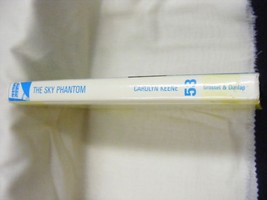 THE SKY PHANTOM
CAROLYN KEENE
53
Grosset & Dunlap